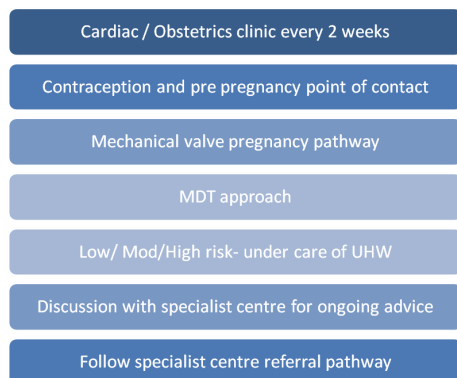 Cardiac / Obstetrics clinic every 2 weeks
Contraception and pre pregnancy point of contact
Mechanical valve pregnancy pathway
MDT approach
Low/ Mod/High risk- under care of UHW
Discussion with specialist centre for ongoing advice
Follow specialist centre referral pathway